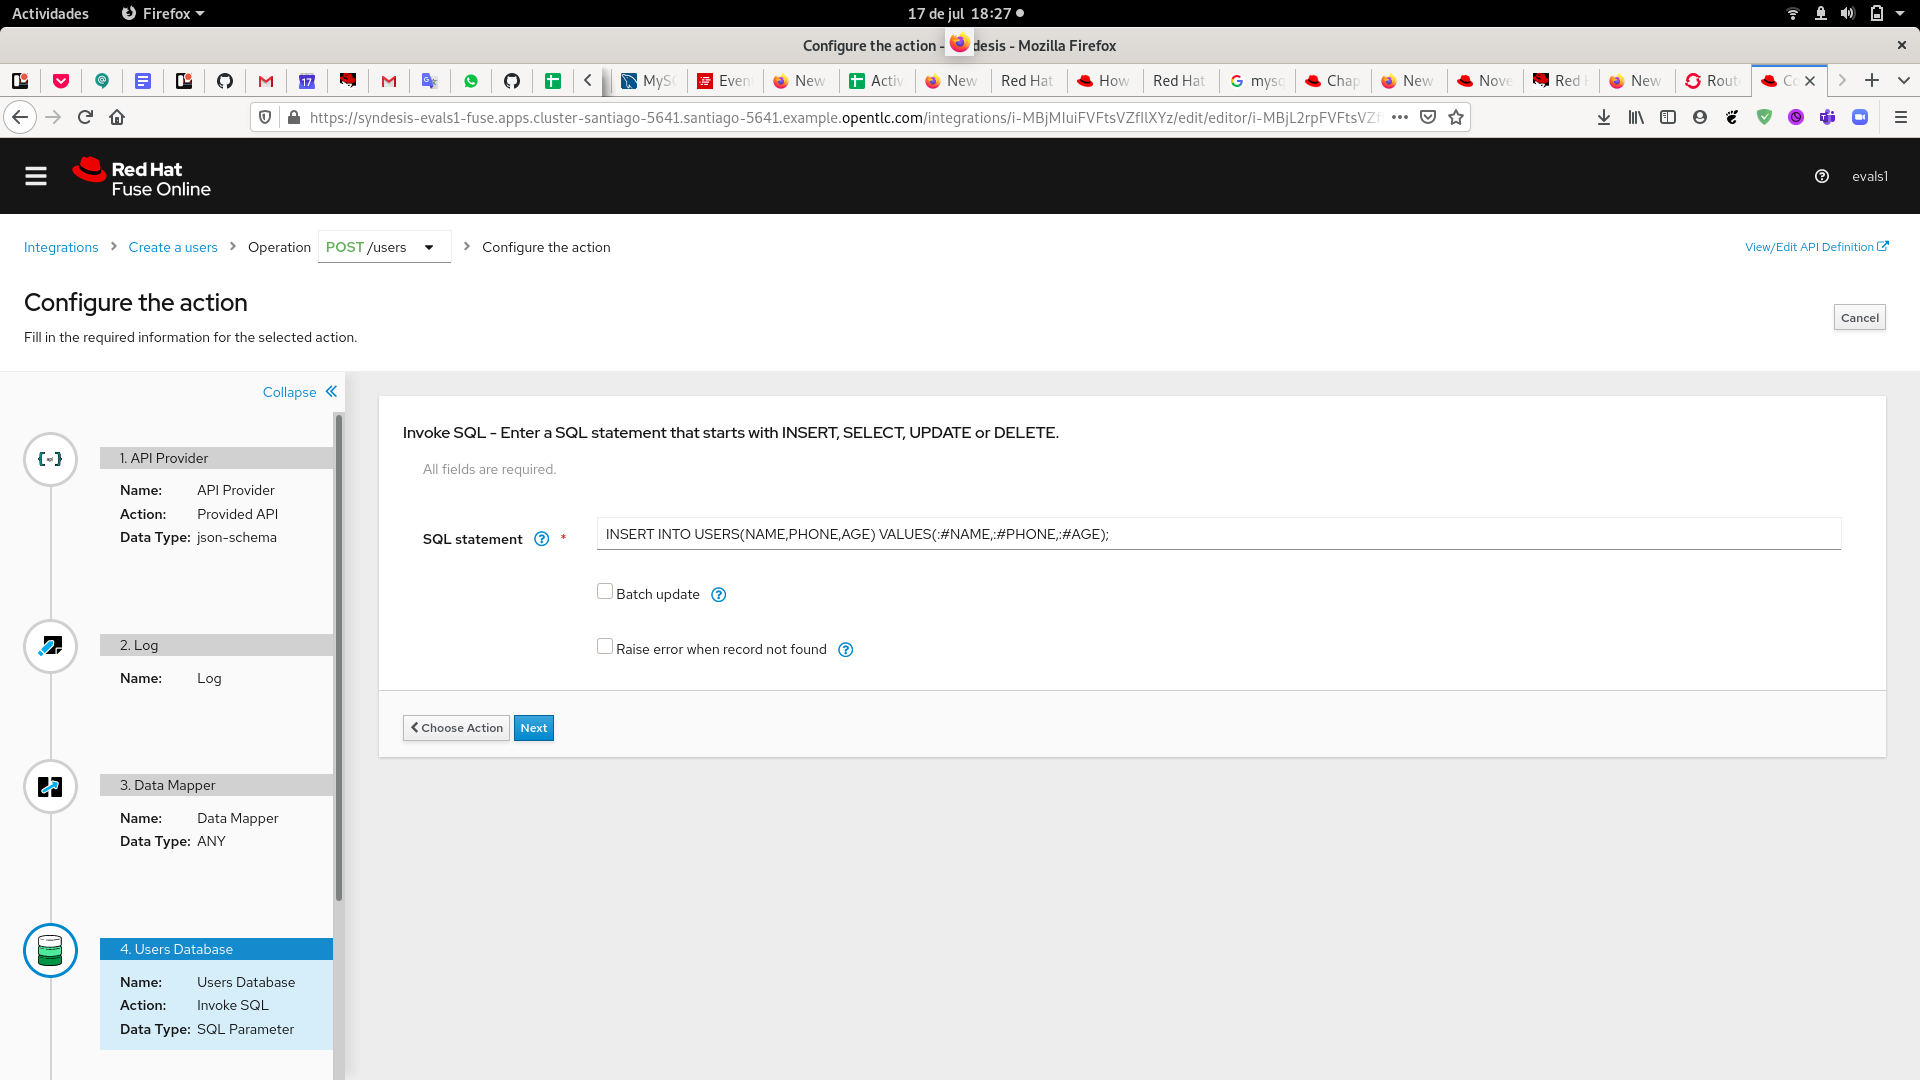 Actividades
Firefox
17 de jul 18:27
Configure the action - desis - Mozilla Firefox
MyS
Even
New
Activ
New
Red Hat
How
Red Hat
mysq
Chap
New
Nove
Red
New
Rout
https://syndesis-evals1-fuse.apps.cluster-santiago-5641.santiago-5641.example.opentlc.com/integrations/
Red Hat
Fuse Online
evals1
Integrations
Create a users
Operation
POST /users
Configure the action
View/Edit API Definition
Configure the action
Cancel
Fill in the required information for the selected action.
Collapse
1. API Provider
Name: API Provider
Action: Provided API
Data Type: json-schema
2. Log
Name: Log
3. Data Mapper
Name: Data Mapper
Data Type: ANY
4. Users Database
Name: Users Database
Action: Invoke SQL
Data Type: SQL Parameter
Invoke SQL - Enter a SQL statement that starts with INSERT, SELECT, UPDATE or DELETE.
All fields are required.
SQL statement *
INSERT INTO USERS(NAME,PHONE,AGE) VALUES(:#NAME,:#PHONE,:#AGE);
Batch update
Raise error when record not found
Choose Action
Next